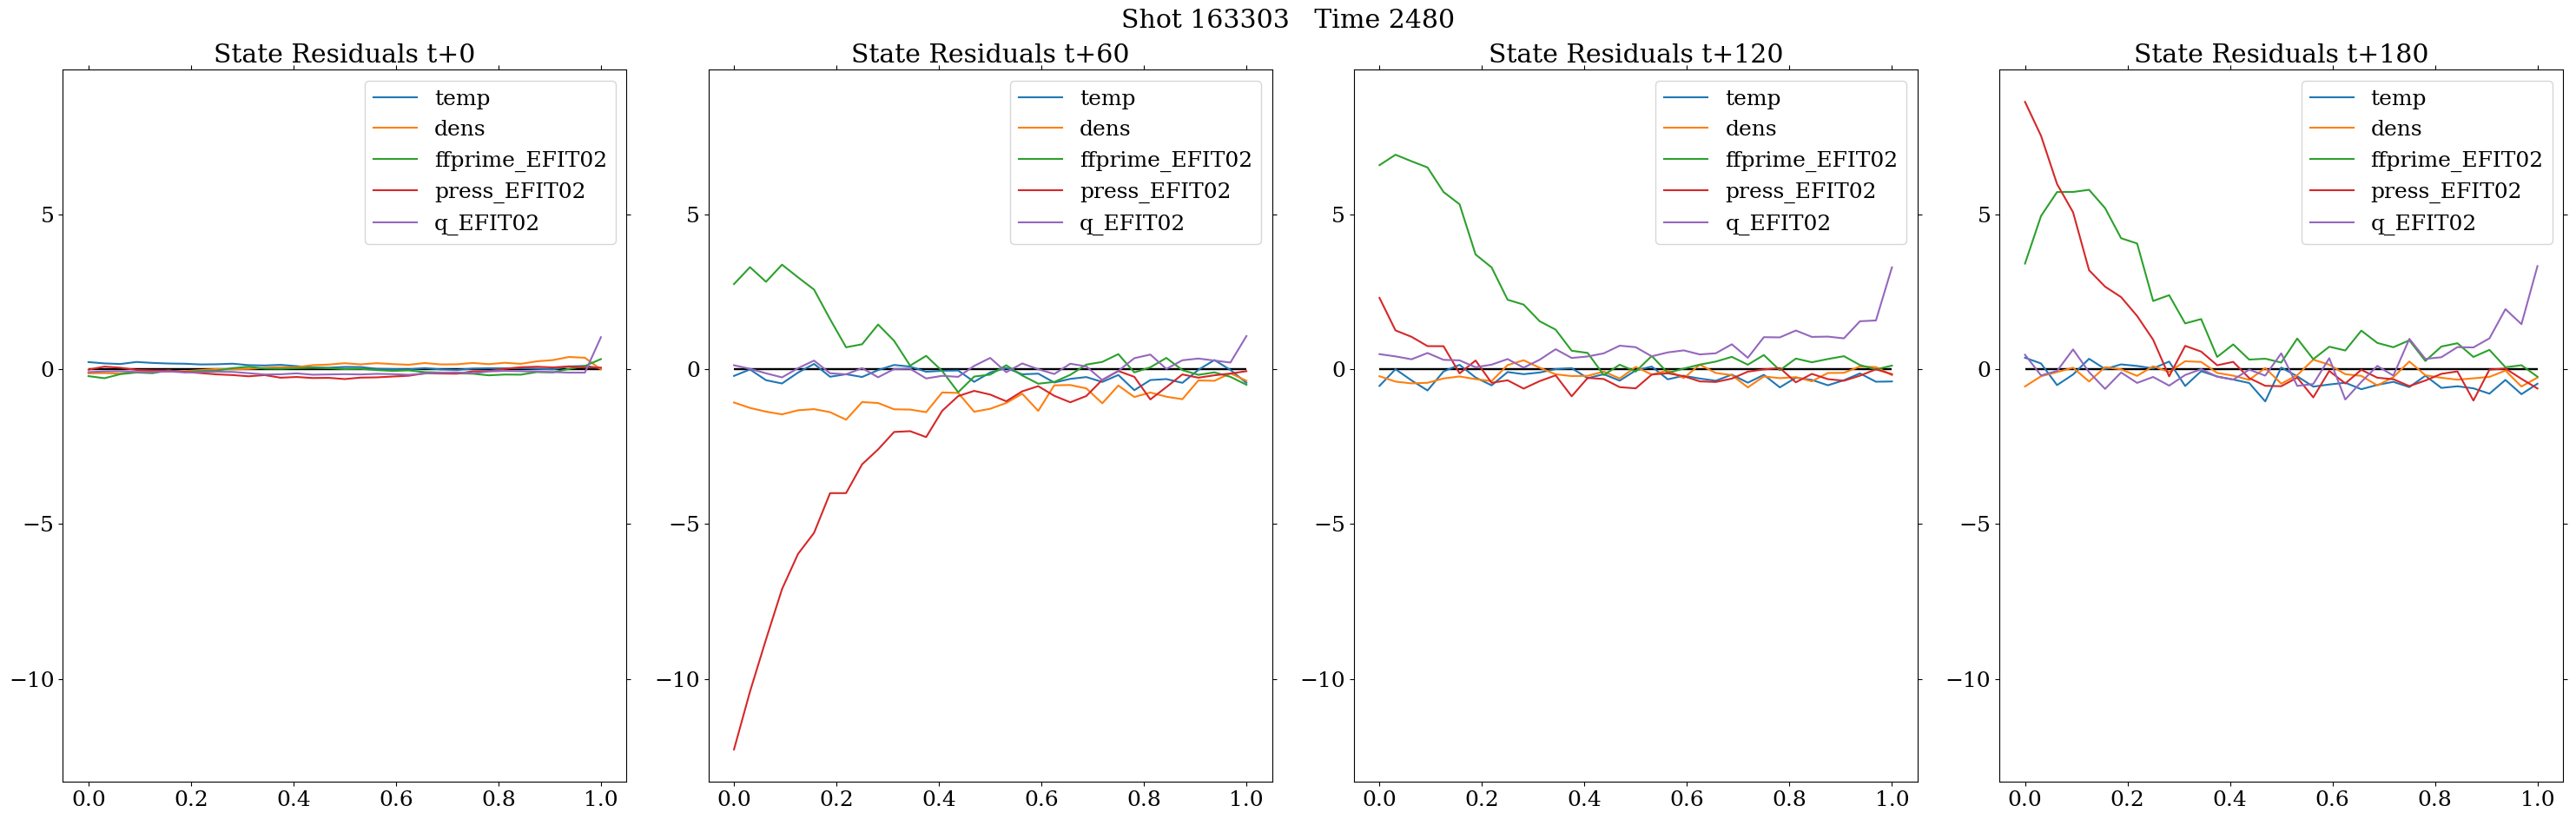 Shot 163303   Time 2480
State Residuals t+0
temp
dens
ffprime_EFIT02
press_EFIT02
q_EFIT02
5
0
−5
−10
0.0 0.2 0.4 0.6 0.8 1.0
State Residuals t+60
temp
dens
ffprime_EFIT02
press_EFIT02
q_EFIT02
5
0
−5
−10
0.0 0.2 0.4 0.6 0.8 1.0
State Residuals t+120
temp
dens
ffprime_EFIT02
press_EFIT02
q_EFIT02
5
0
−5
−10
0.0 0.2 0.4 0.6 0.8 1.0
State Residuals t+180
temp
dens
ffprime_EFIT02
press_EFIT02
q_EFIT02
5
0
−5
−10
0.0 0.2 0.4 0.6 0.8 1.0